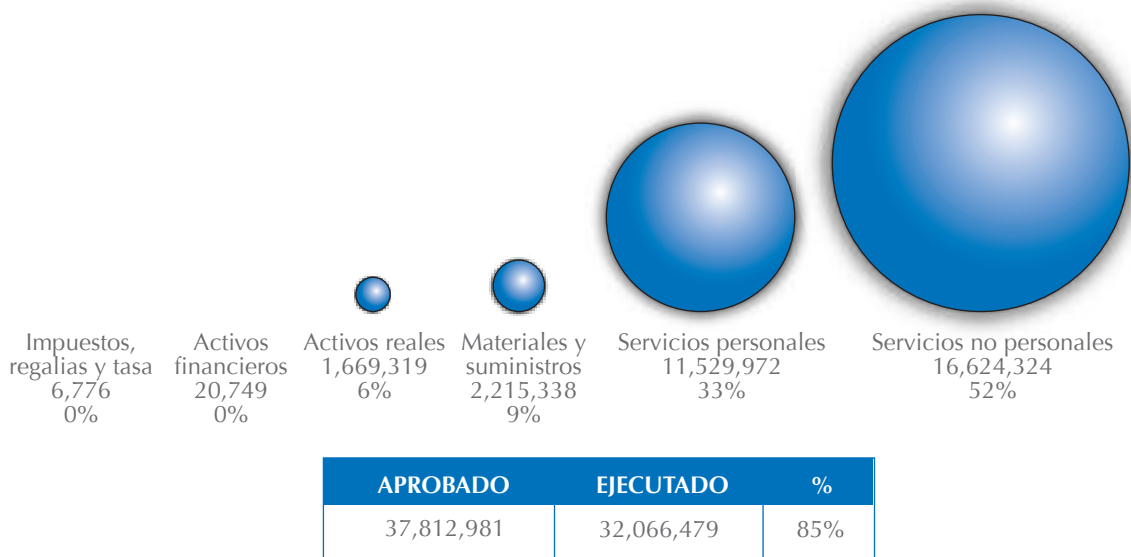 Impuestos,
regalias y tasa
6,776
0%
Activos
financieros
20,749
0%
Activos reales
1,669,319
6%
Materiales y
suministros
2,215,338
9%
Servicios personales
11,529,972
33%
Servicios no personales
16,624,324
52%
APROBADO EJECUTADO %
37,812,981 32,066,479 85%